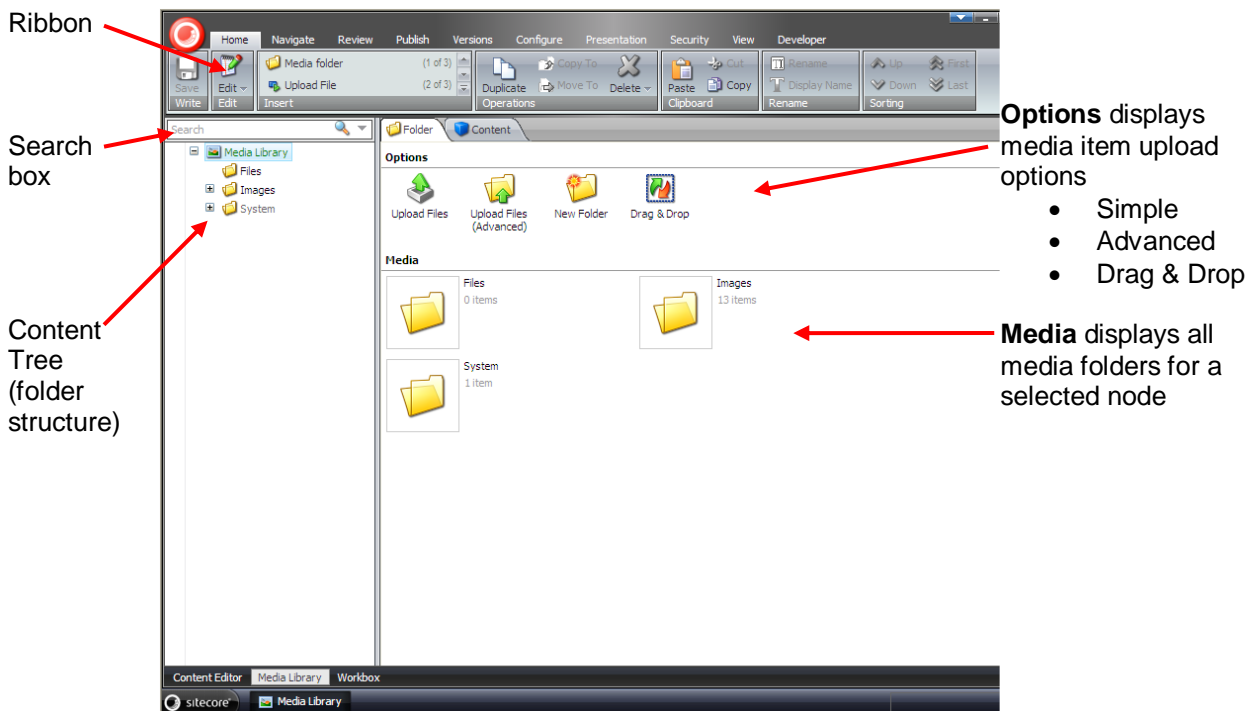 Ribbon
Search
box
Content
Tree
(folder
structure)
Home Navigate Review Publish Versions Configure Presentation Security View Developer
Save
Write
Edit
Edit
Media folder (1 of 3)
Upload File (2 of 3)
Insert
Duplicate
Copy To
Move To
Delete
Operations
Paste
Cut
Copy
Clipboard
Rename
Display Name
Rename
Up
Down
First
Last
Sorting
Search
Media Library
Files
Images
System
Folder Content
Options
Upload Files
Upload Files
(Advanced)
New Folder
Drag & Drop
Media
Files
0 items
Images
13 items
System
1 item
Content Editor Media Library Workbox
sitecore Media Library
Options displays
media item upload
options
• Simple
• Advanced
• Drag & Drop
Media displays all
media folders for a
selected node